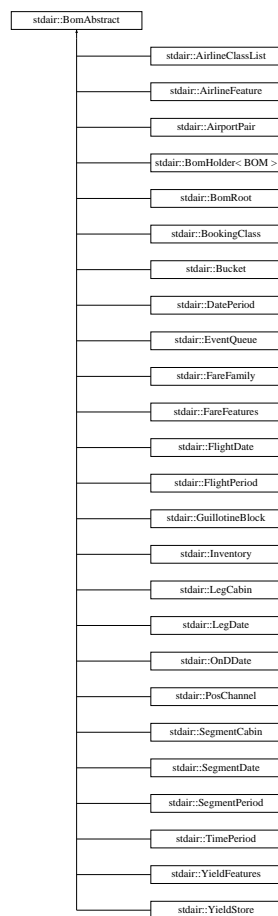 stdair::BomAbstract
stdair::AirlineClassList
stdair::AirlineFeature
stdair::AirportPair
stdair::BomHolder< BOM >
stdair::BomRoot
stdair::BookingClass
stdair::Bucket
stdair::DatePeriod
stdair::EventQueue
stdair::FareFamily
stdair::FareFeatures
stdair::FlightDate
stdair::FlightPeriod
stdair::GuillotineBlock
stdair::Inventory
stdair::LegCabin
stdair::LegDate
stdair::OnDDate
stdair::PosChannel
stdair::SegmentCabin
stdair::SegmentDate
stdair::SegmentPeriod
stdair::TimePeriod
stdair::YieldFeatures
stdair::YieldStore